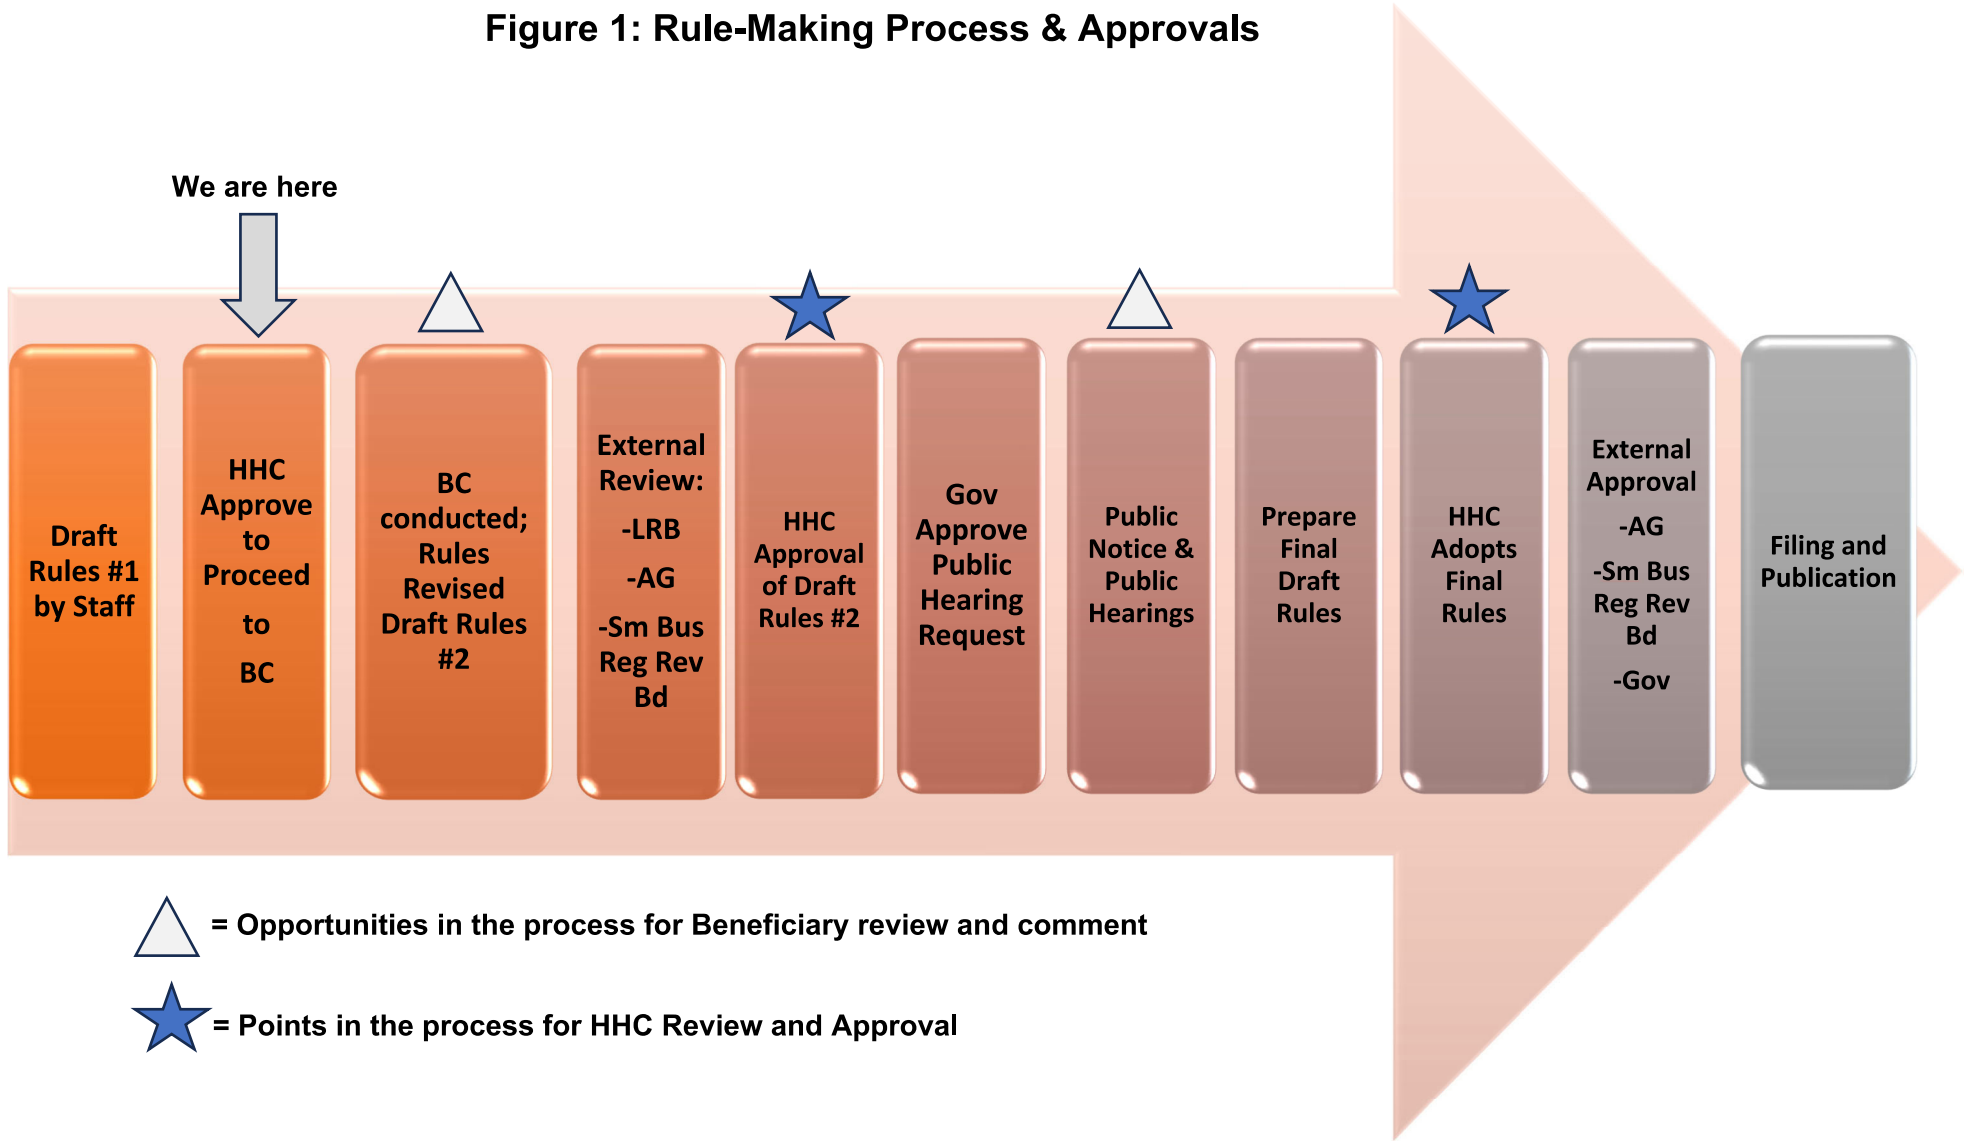 Figure 1: Rule-Making Process & Approvals
We are here
Draft
Rules #1
by Staff
HHC
Approve
to
Proceed
to
BC
BC
conducted;
Rules
Revised
Draft Rules
#2
External
Review:
-LRB
-AG
-Sm Bus
Reg Rev
Bd
HHC
Approval
of Draft
Rules #2
Gov
Approve
Public
Hearing
Request
Public
Notice &
Public
Hearings
Prepare
Final
Draft
Rules
HHC
Adopts
Final
Rules
External
Approval
-AG
-Sm Bus
Reg Rev
Bd
-Gov
Filing and
Publication
= Opportunities in the process for Beneficiary review and comment
= Points in the process for HHC Review and Approval